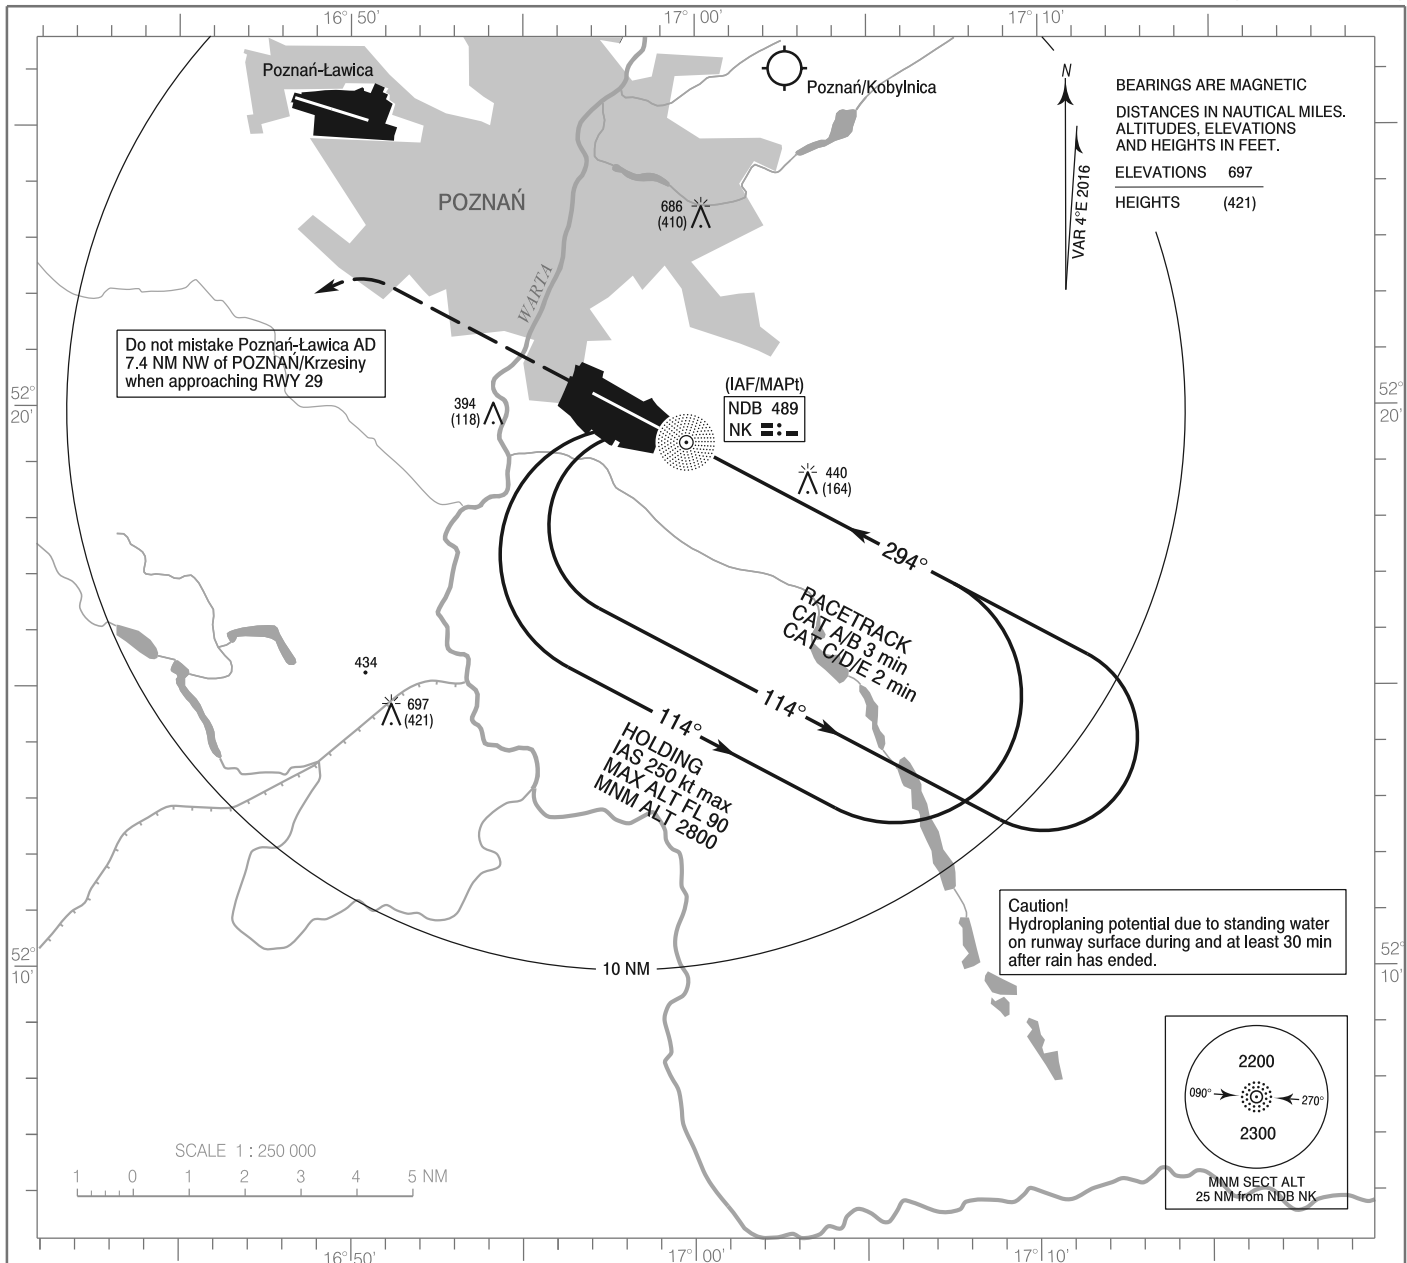 16°50'
17°00'
17°10'
Poznań-Ławica
Poznań/Kobylnica
N
VAR 4°E 2016
BEARINGS ARE MAGNETIC
DISTANCES IN NAUTICAL MILES.
ALTITUDES, ELEVATIONS
AND HEIGHTS IN FEET.
ELEVATIONS 697
HEIGHTS (421)
POZNAŃ
686
(410)
WARTA
Do not mistake Poznań-Ławica AD
7.4 NM NW of POZNAŃ/Krzesiny
when approaching RWY 29
52°
20'
52°
20'
394
(118)
(IAF/MAPt)
NDB 489
NK
440
(164)
294°
RACETRACK
CAT A/B 3 min
CAT C/D/E 2 min
434
697
(421)
114°
114°
HOLDING
IAS 250 kt max
MAX ALT FL 90
MNM ALT 2800
Caution!
Hydroplaning potential due to standing water
on runway surface during and at least 30 min
after rain has ended.
52°
10'
52°
10'
10 NM
2200
090°
270°
2300
MNM SECT ALT
25 NM from NDB NK
SCALE 1 : 250 000
1 0 1 2 3 4 5 NM
16°50'
17°00'
17°10'